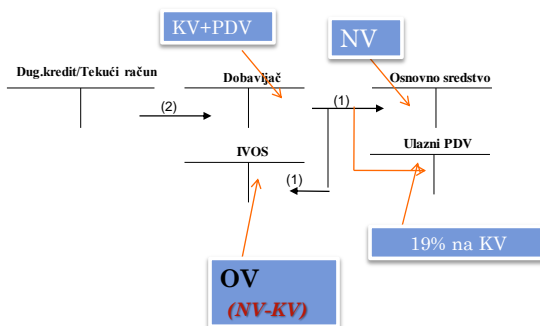 KV+PDV
NV
Dug.kredit/Tekući račun
Dobavljač
Osnovno sredstvo
(2)
(1)
IVOS
Ulazni PDV
(1)
19% na KV
OV
(NV-KV)